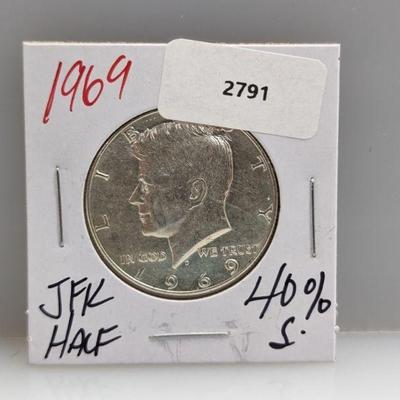 1969
2791
LIBERTY
IN GOD WE TRUST
D
1969
JFK
HALF
40%
S.